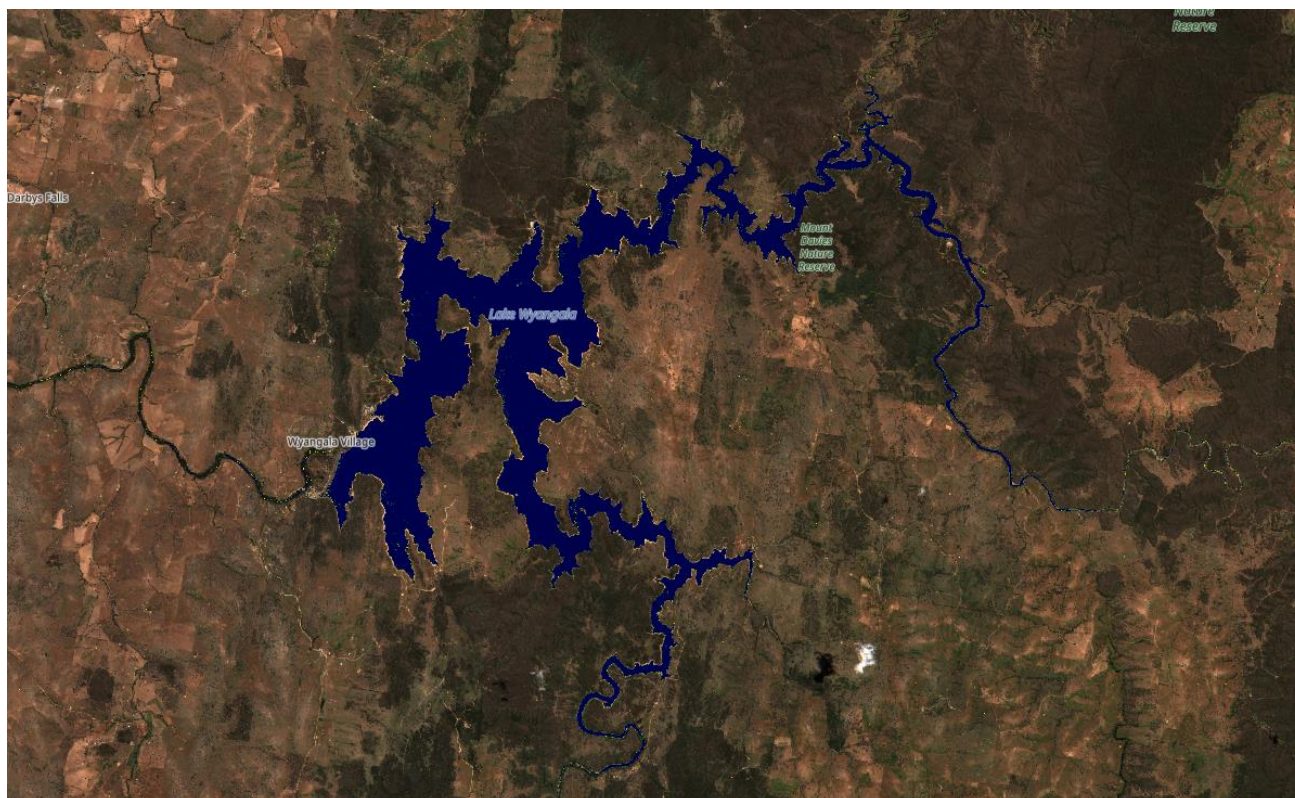 Nature
Reserve
Darbys Falls
Mount
Davies
Nature
Reserve
Lake Wyangala
Wyangala Village